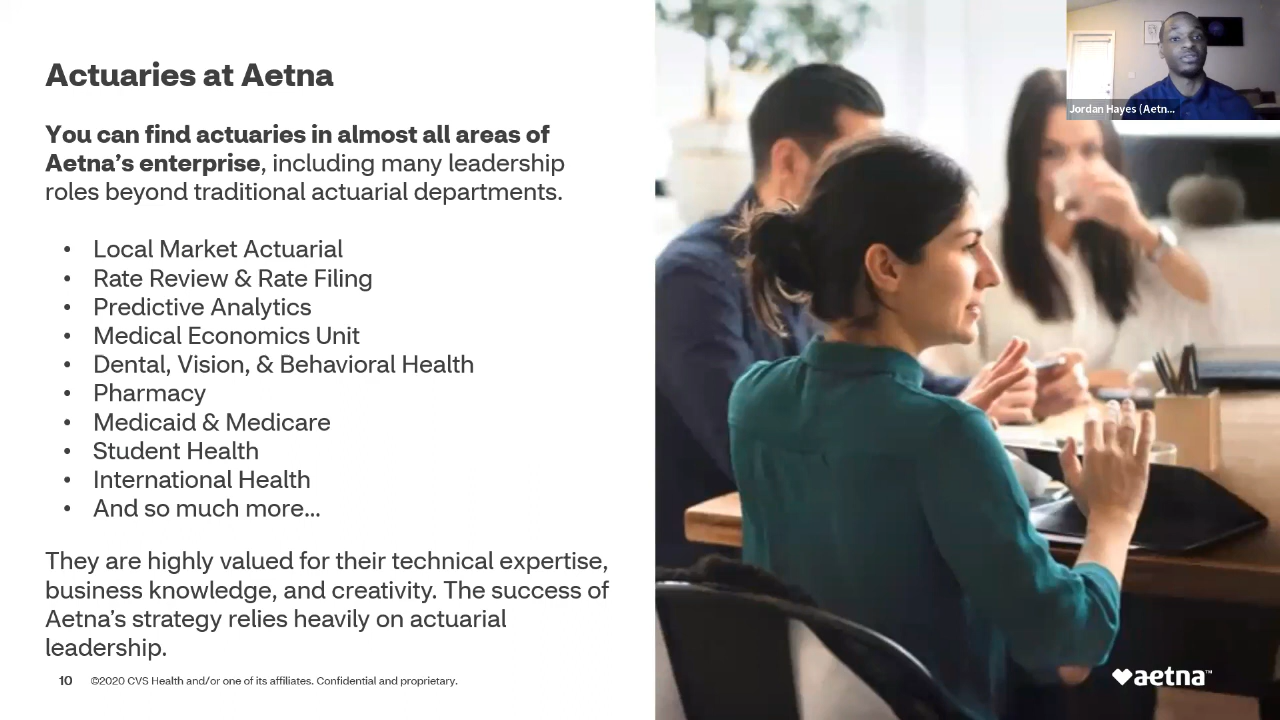 Actuaries at Aetna
You can find actuaries in almost all areas of
Aetna’s enterprise, including many leadership
roles beyond traditional actuarial departments.
• Local Market Actuarial
• Rate Review & Rate Filing
• Predictive Analytics
• Medical Economics Unit
• Dental, Vision, & Behavioral Health
• Pharmacy
• Medicaid & Medicare
• Student Health
• International Health
• And so much more...
They are highly valued for their technical expertise,
business knowledge, and creativity. The success of
Aetna’s strategy relies heavily on actuarial
leadership.
10 ©2020 CVS Health and/or one of its affiliates. Confidential and proprietary.
Jordan Hayes (Aetn...
aetna™